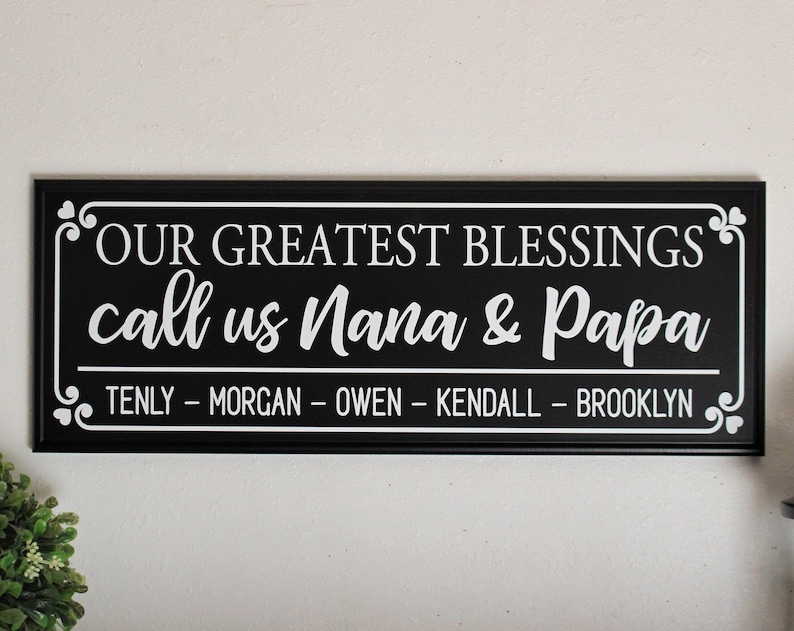 OUR GREATEST BLESSINGS
call us Nana & Papa
TENLY – MORGAN – OWEN – KENDALL – BROOKLYN